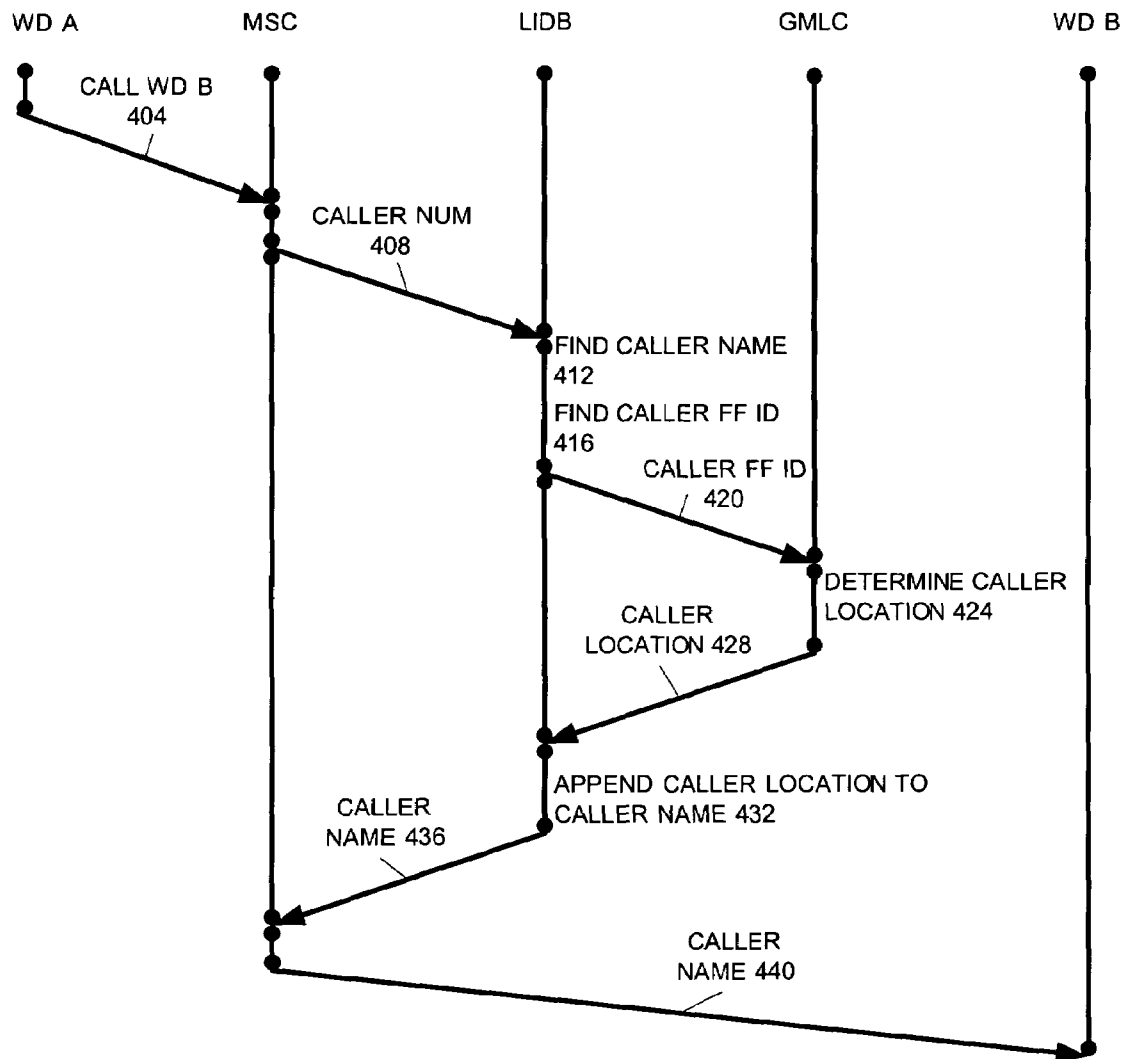 WD A
MSC
LIDB
GMLC
WD B
CALL WD B
404
CALLER NUM
408
FIND CALLER NAME
412
FIND CALLER FF ID
416
CALLER FF ID
420
DETERMINE CALLER
LOCATION 424
CALLER
LOCATION 428
APPEND CALLER LOCATION TO
CALLER NAME 432
CALLER
NAME 436
CALLER
NAME 440